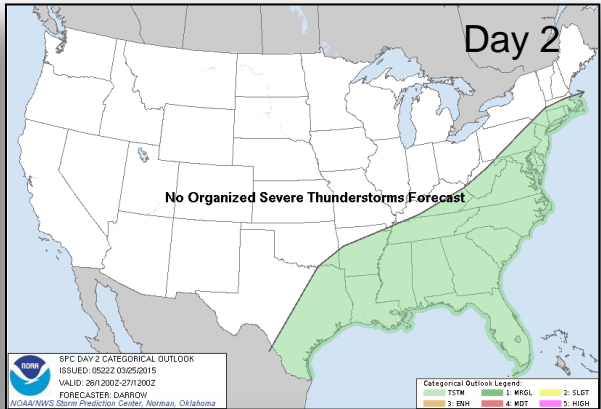 Day 2
No Organized Severe Thunderstorms Forecast
NOAA
SPC DAY 2 CATEGORICAL OUTLOOK
ISSUED: 0522Z 03/25/2015
VALID: 26/1200Z-27/1200Z
FORECASTER: DARROW
NOAA/NWS Storm Prediction Center, Norman, Oklahoma
Categorical Outlook Legend:
TSTM 1: MRGL 2: SLGT
3: ENH 4: MDT 5: HIGH